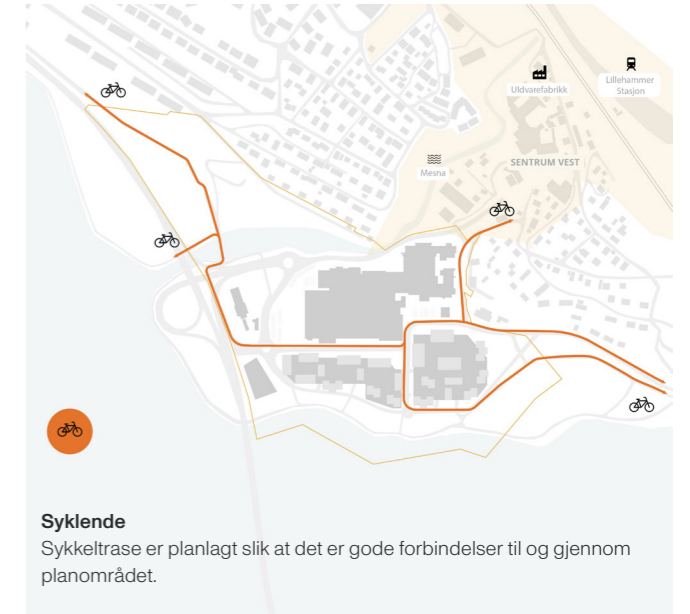 Lillehammer
Stasjon
Uldvarefabrikk
SENTRUM VEST
Mesna
Syklende
Sykkeltrase er planlagt slik at det er gode forbindelser til og gjennom
planområdet.